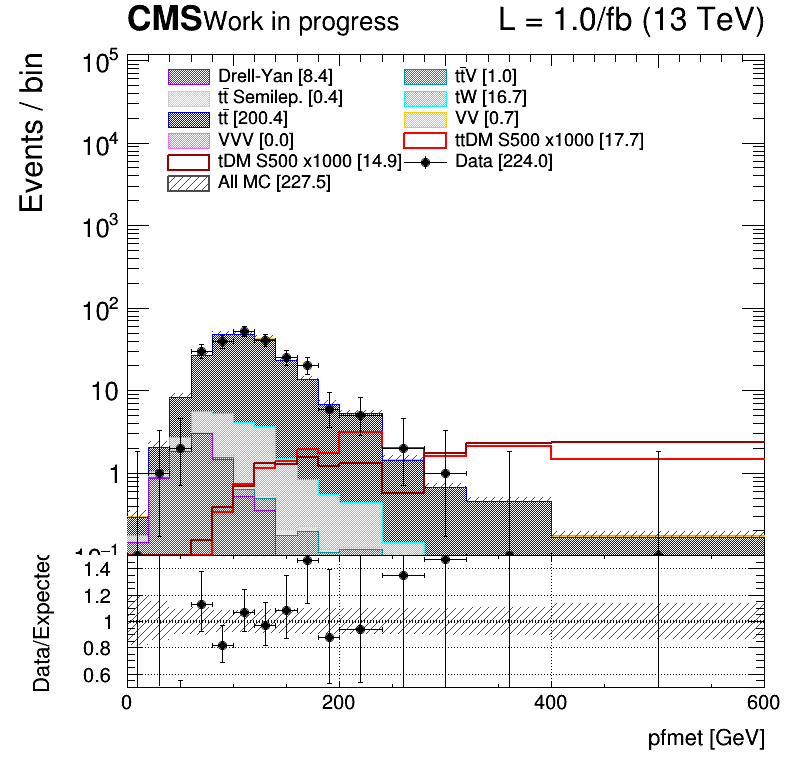 CMS Work in progress L = 1.0/fb (13 TeV)
Events / bin
10⁵
10⁴
10³
10²
10
1
10⁻¹
Drell-Yan [8.4]
tt̄V [1.0]
tt̄ Semilep. [0.4]
tW [16.7]
tt̄ [200.4]
VV [0.7]
VVV [0.0]
ttDM S500 x1000 [17.7]
tDM S500 x1000 [14.9]
Data [224.0]
All MC [227.5]
Data/Expected
1.4
1.2
1
0.8
0.6
0 200 400 600
pfmet [GeV]